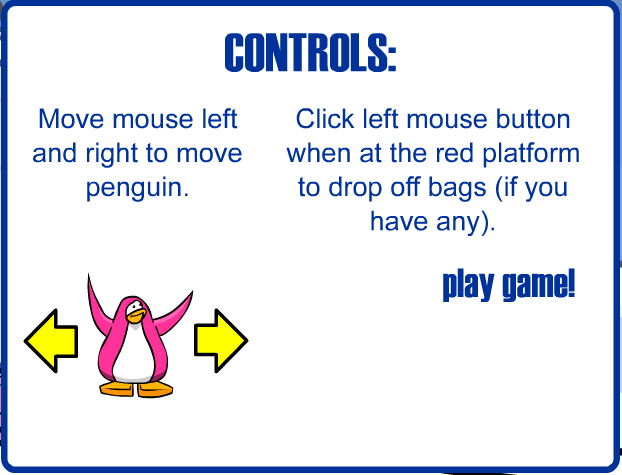 CONTROLS:
Move mouse left
and right to move
penguin.
Click left mouse button
when at the red platform
to drop off bags (if you
have any).
play game!